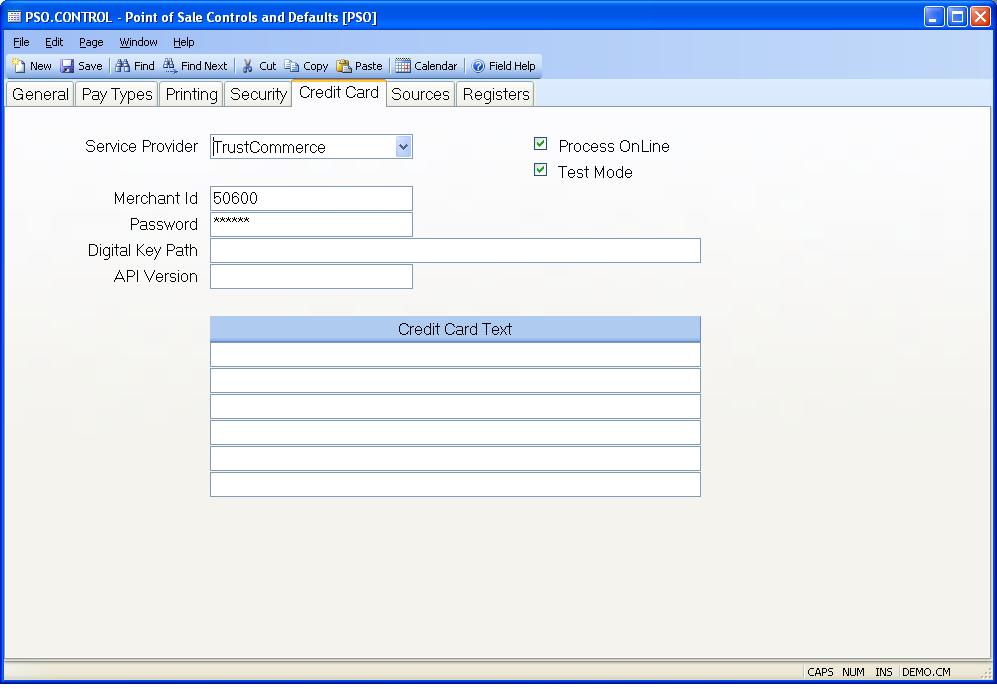 PSO.CONTROL - Point of Sale Controls and Defaults [PSO]
File Edit Page Window Help
New Save Find Find Next Cut Copy Paste Calendar Field Help
General Pay Types Printing Security Credit Card Sources Registers
Service Provider TrustCommerce Process OnLine
Test Mode
Merchant Id 50600
Password ******
Digital Key Path
API Version
Credit Card Text
CAPS NUM INS DEMO.CM